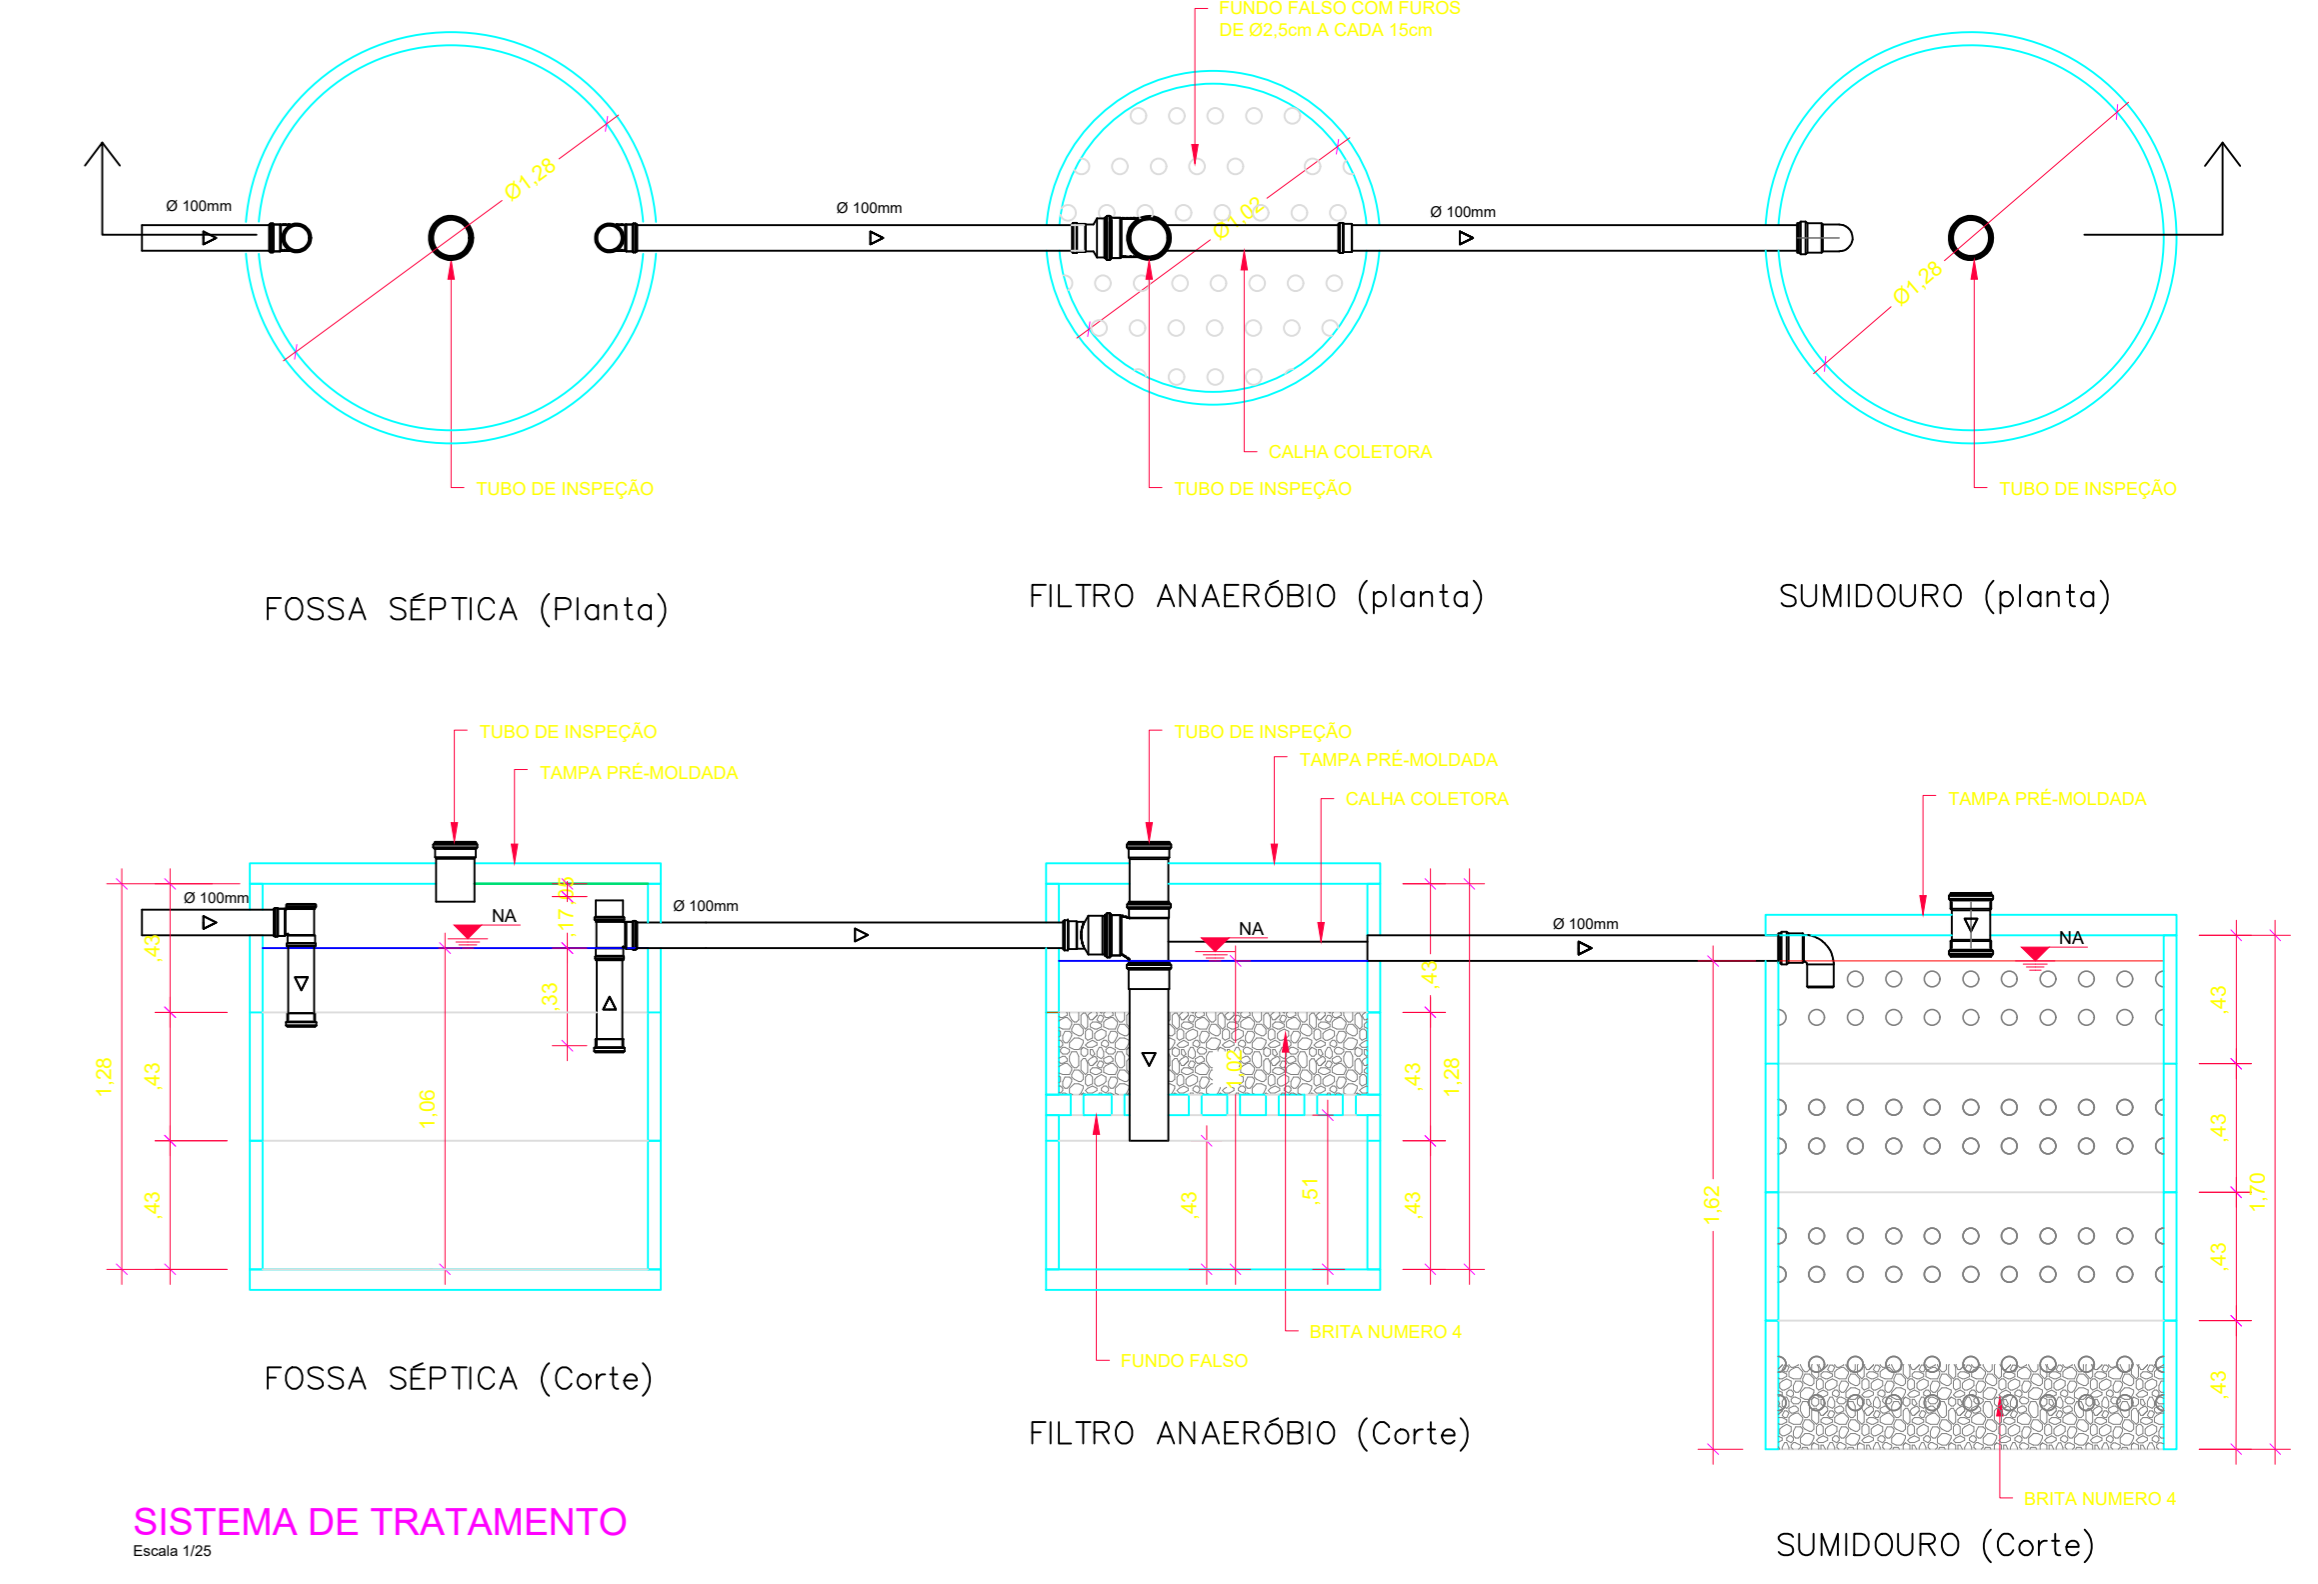 FUNDO FALSO COM FUROS
DE Ø2,5cm A CADA 15cm
Ø 100mm
Ø1,28
Ø 100mm
Ø1,02
Ø 100mm
Ø1,28
CALHA COLETORA
TUBO DE INSPEÇÃO
TUBO DE INSPEÇÃO
TUBO DE INSPEÇÃO
FOSSA SÉPTICA (Planta)
FILTRO ANAERÓBIO (planta)
SUMIDOURO (planta)
TUBO DE INSPEÇÃO
TAMPA PRÉ-MOLDADA
TUBO DE INSPEÇÃO
TAMPA PRÉ-MOLDADA
CALHA COLETORA
TAMPA PRÉ-MOLDADA
Ø 100mm
NA
Ø 100mm
NA
Ø 100mm
NA
,17
,43
,33
,43
,43
1,28
1,06
,43
,43
,43
1,28
1,02
,43
,51
1,62
,43
,43
,43
,43
1,70
BRITA NUMERO 4
FUNDO FALSO
BRITA NUMERO 4
FOSSA SÉPTICA (Corte)
FILTRO ANAERÓBIO (Corte)
SUMIDOURO (Corte)
SISTEMA DE TRATAMENTO
Escala 1/25